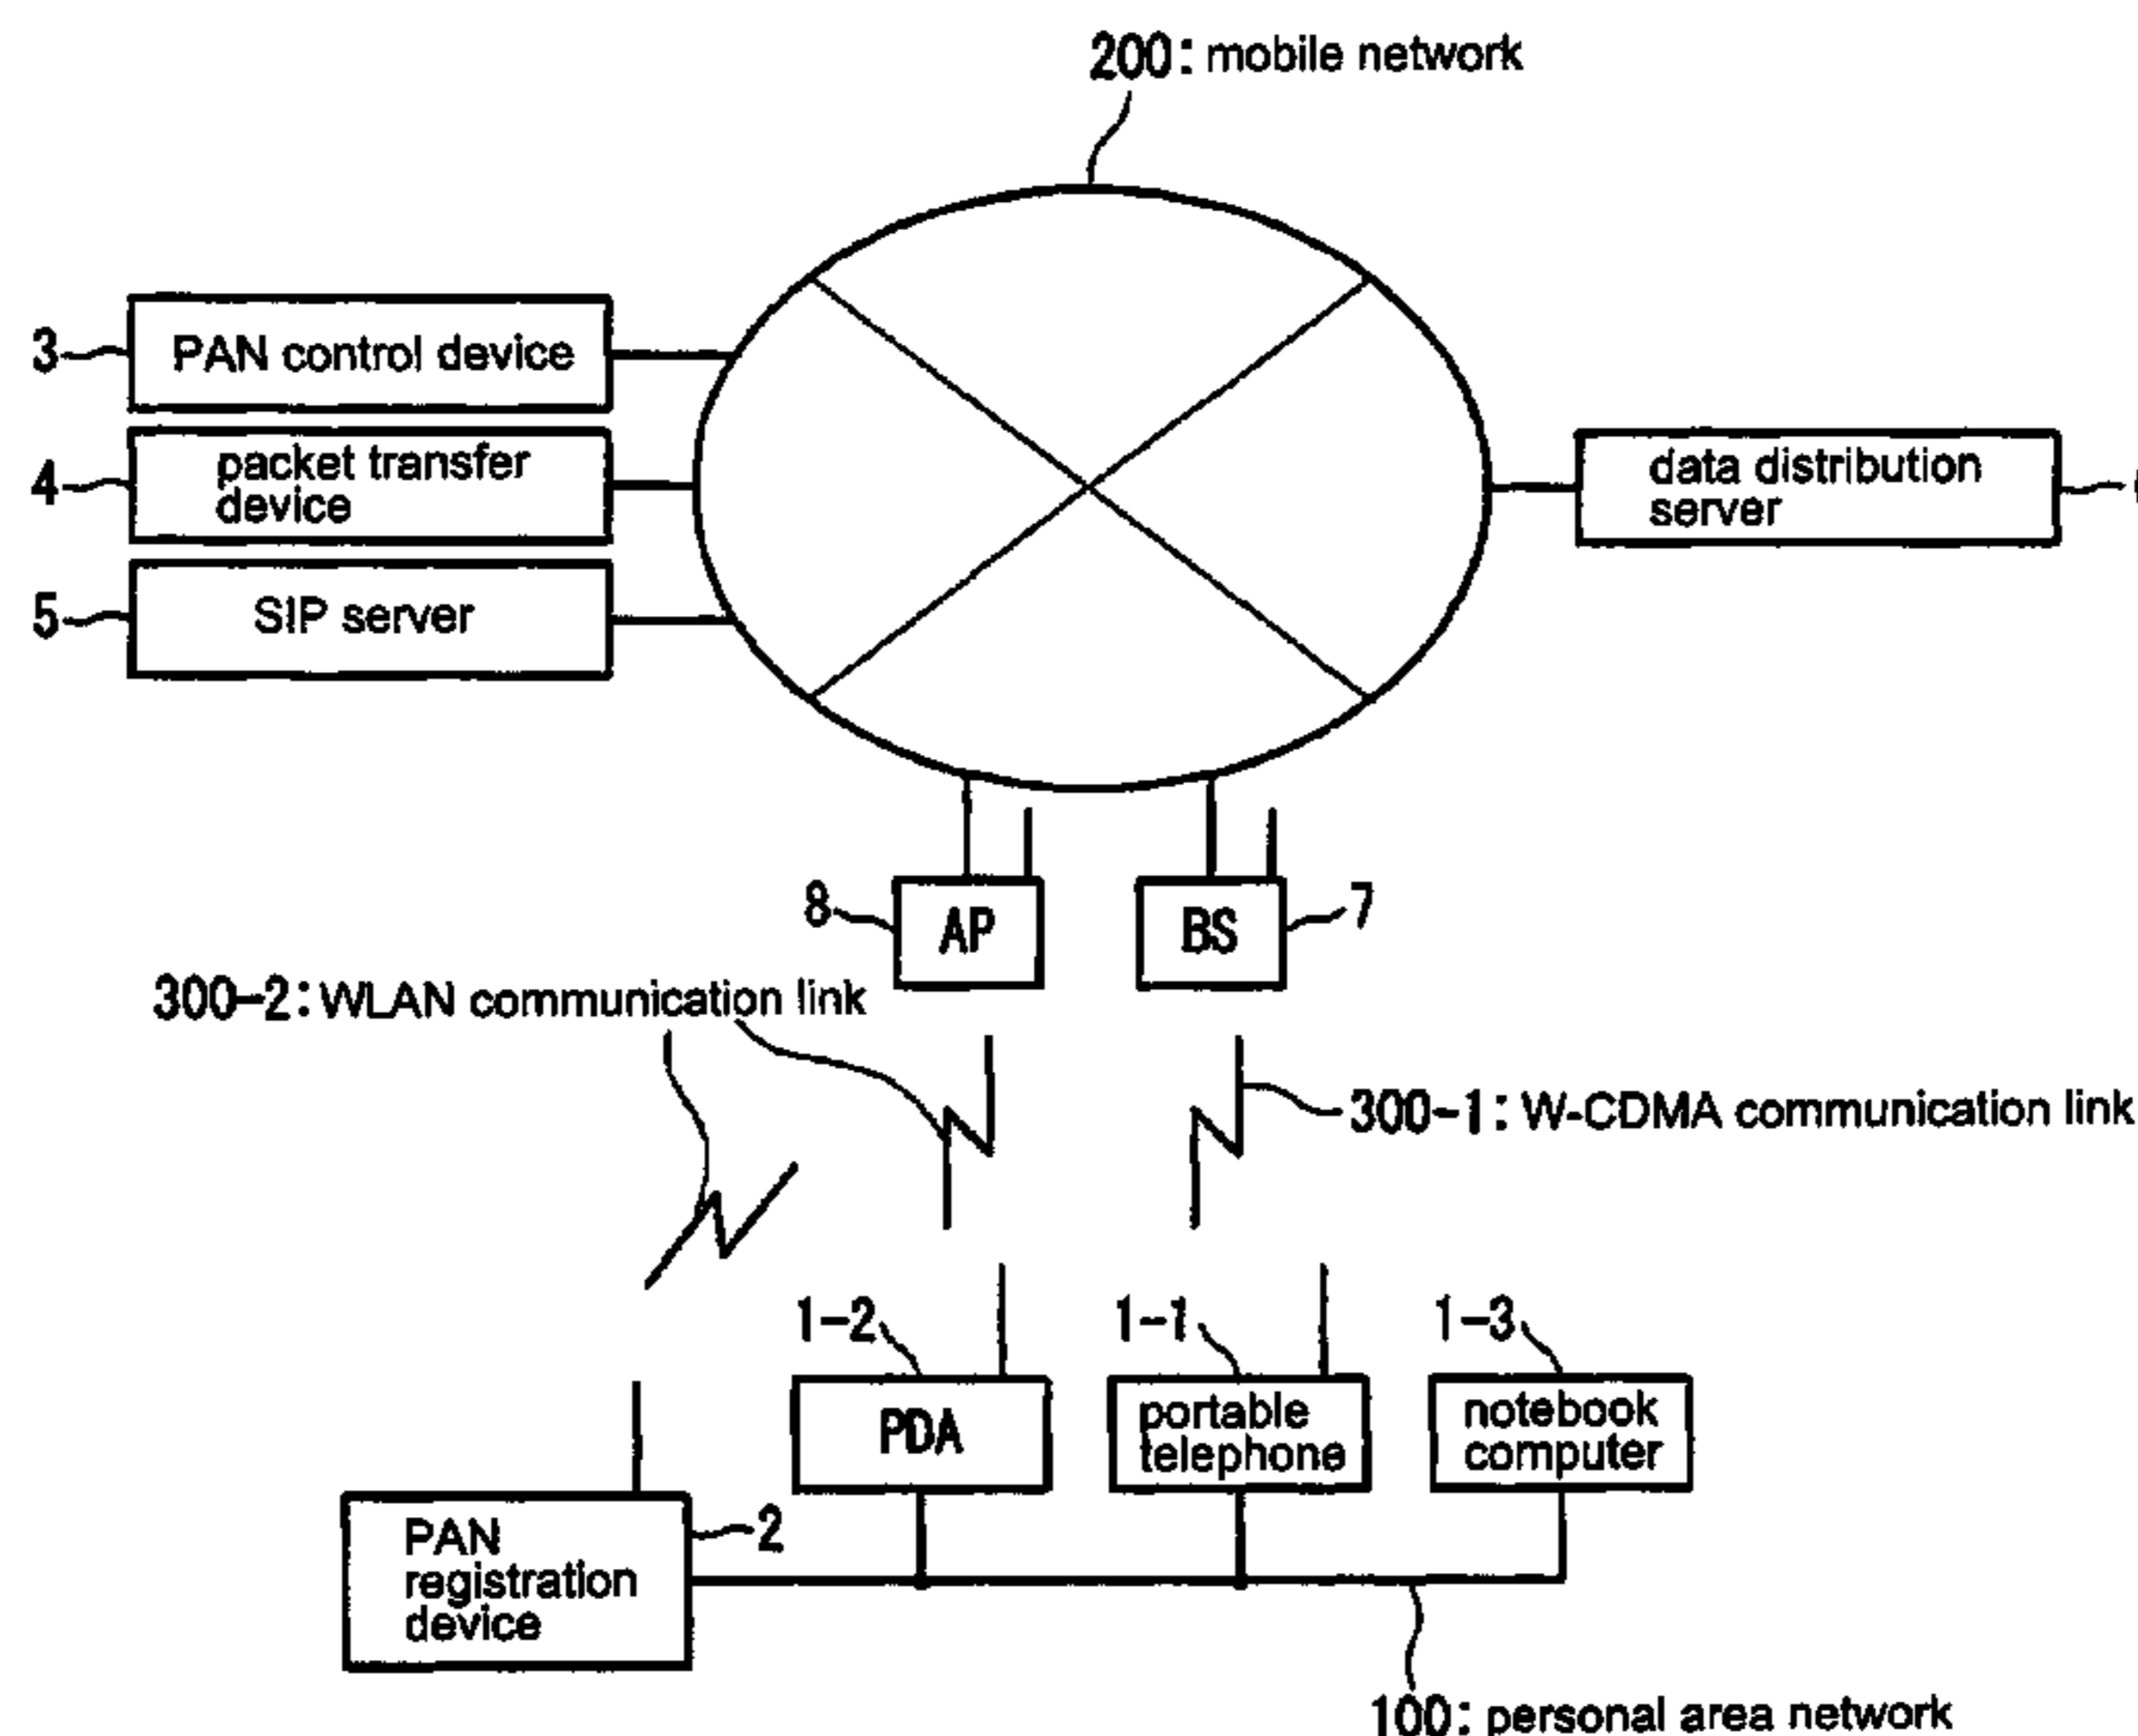 200: mobile network
3
PAN control device
4
packet transfer
device
data distribution
server
5
SIP server
8
AP
BS
7
300-2: WLAN communication link
300-1: W-CDMA communication link
1-2
1-1
1-3
PDA
portable
telephone
notebook
computer
PAN
registration
device
2
100: personal area network